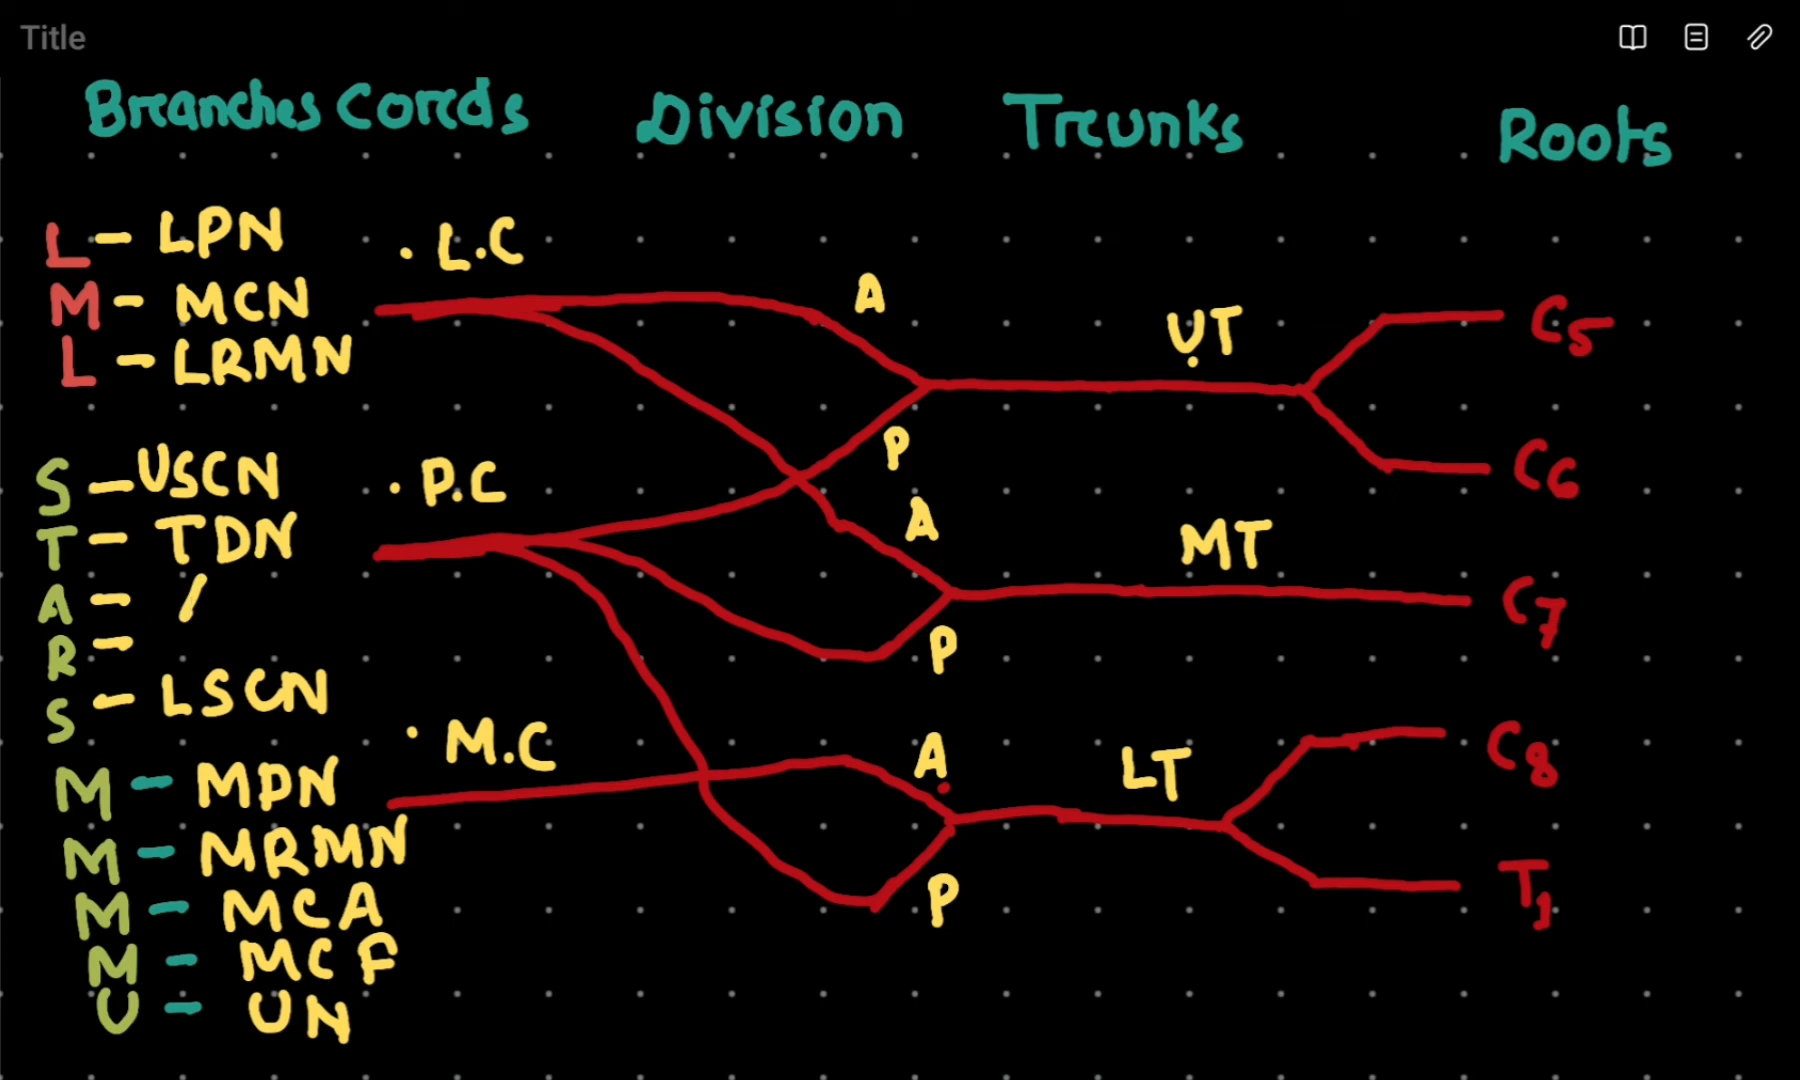 Title
Branches Cords Division Trunks Roots
L - LPN
M - MCN
L - LRMN
S - USCN
T - TDN
A - /
R -
S - LSCN
M - MPN
M - MRMN
M - MCA
M - MCF
U - UN
. L.C
. P.C
. M.C
A
P
A
P
A
P
UT
MT
LT
C5
C6
C7
C8
T1